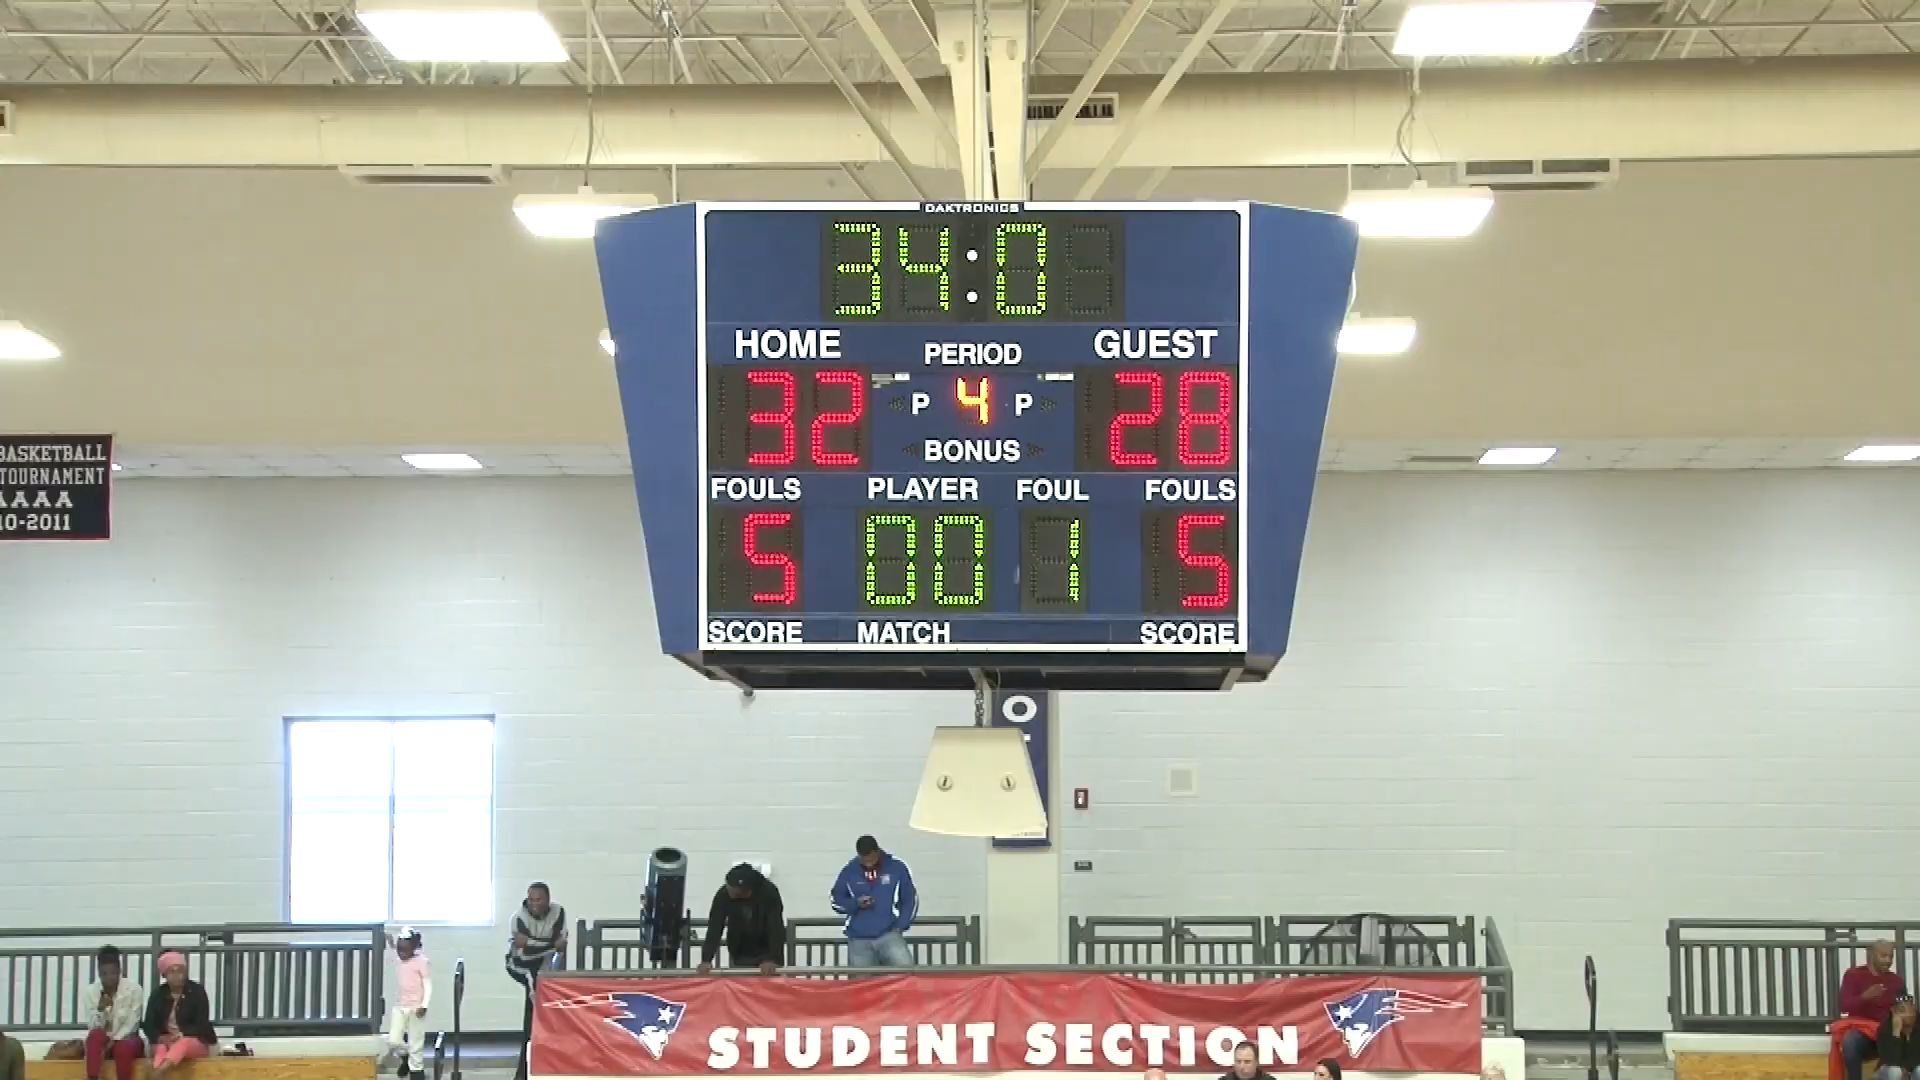 DAKTRONICS
34:0
HOME PERIOD GUEST
32 P 4 P 28
BONUS
FOULS PLAYER FOUL FOULS
5 00 1 5
SCORE MATCH SCORE
BASKETBALL
TOURNAMENT
AAAA
10-2011
O
STUDENT SECTION